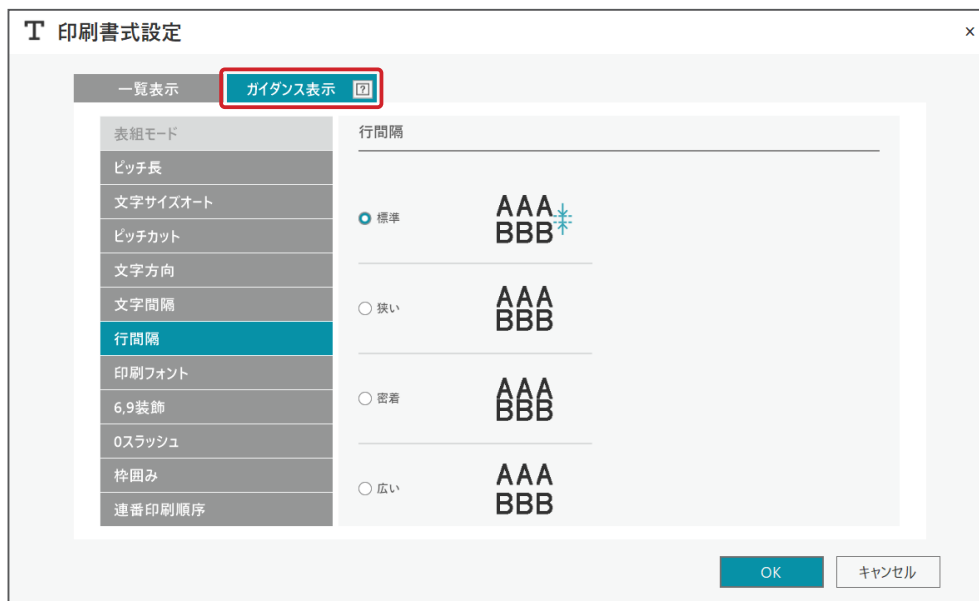 T 印刷書式設定
×
一覧表示
ガイダンス表示 ?
表組モード
ピッチ長
文字サイズオート
ピッチカット
文字方向
文字間隔
行間隔
印刷フォント
6,9装飾
0スラッシュ
枠囲み
連番印刷順序
行間隔
標準
AAA
BBB
狭い
AAA
BBB
密着
AAA
BBB
広い
AAA
BBB
OK
キャンセル